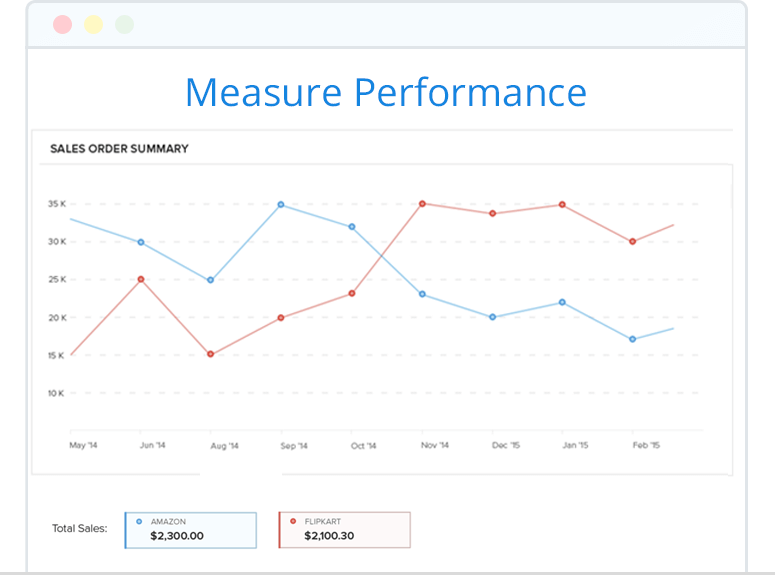 Measure Performance
SALES ORDER SUMMARY
35 K
30 K
25 K
20 K
15 K
10 K
May '14 Jun '14 Aug '14 Sep '14 Oct '14 Nov '14 Dec '15 Jan '15 Feb '15
Total Sales:
AMAZON
$2,300.00
FLIPKART
$2,100.30